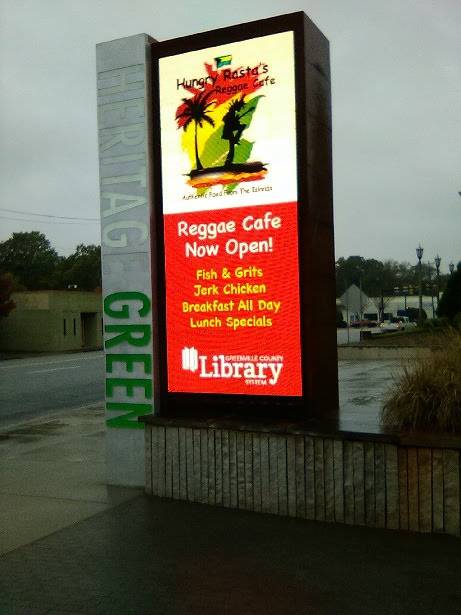 HERITAG GREEN
Hungry Rasta's
Reggae Cafe
Authentic Food From The Islands
Reggae Cafe
Now Open!
Fish & Grits
Jerk Chicken
Breakfast All Day
Lunch Specials
GREENVILLE COUNTY
Library
SYSTEM